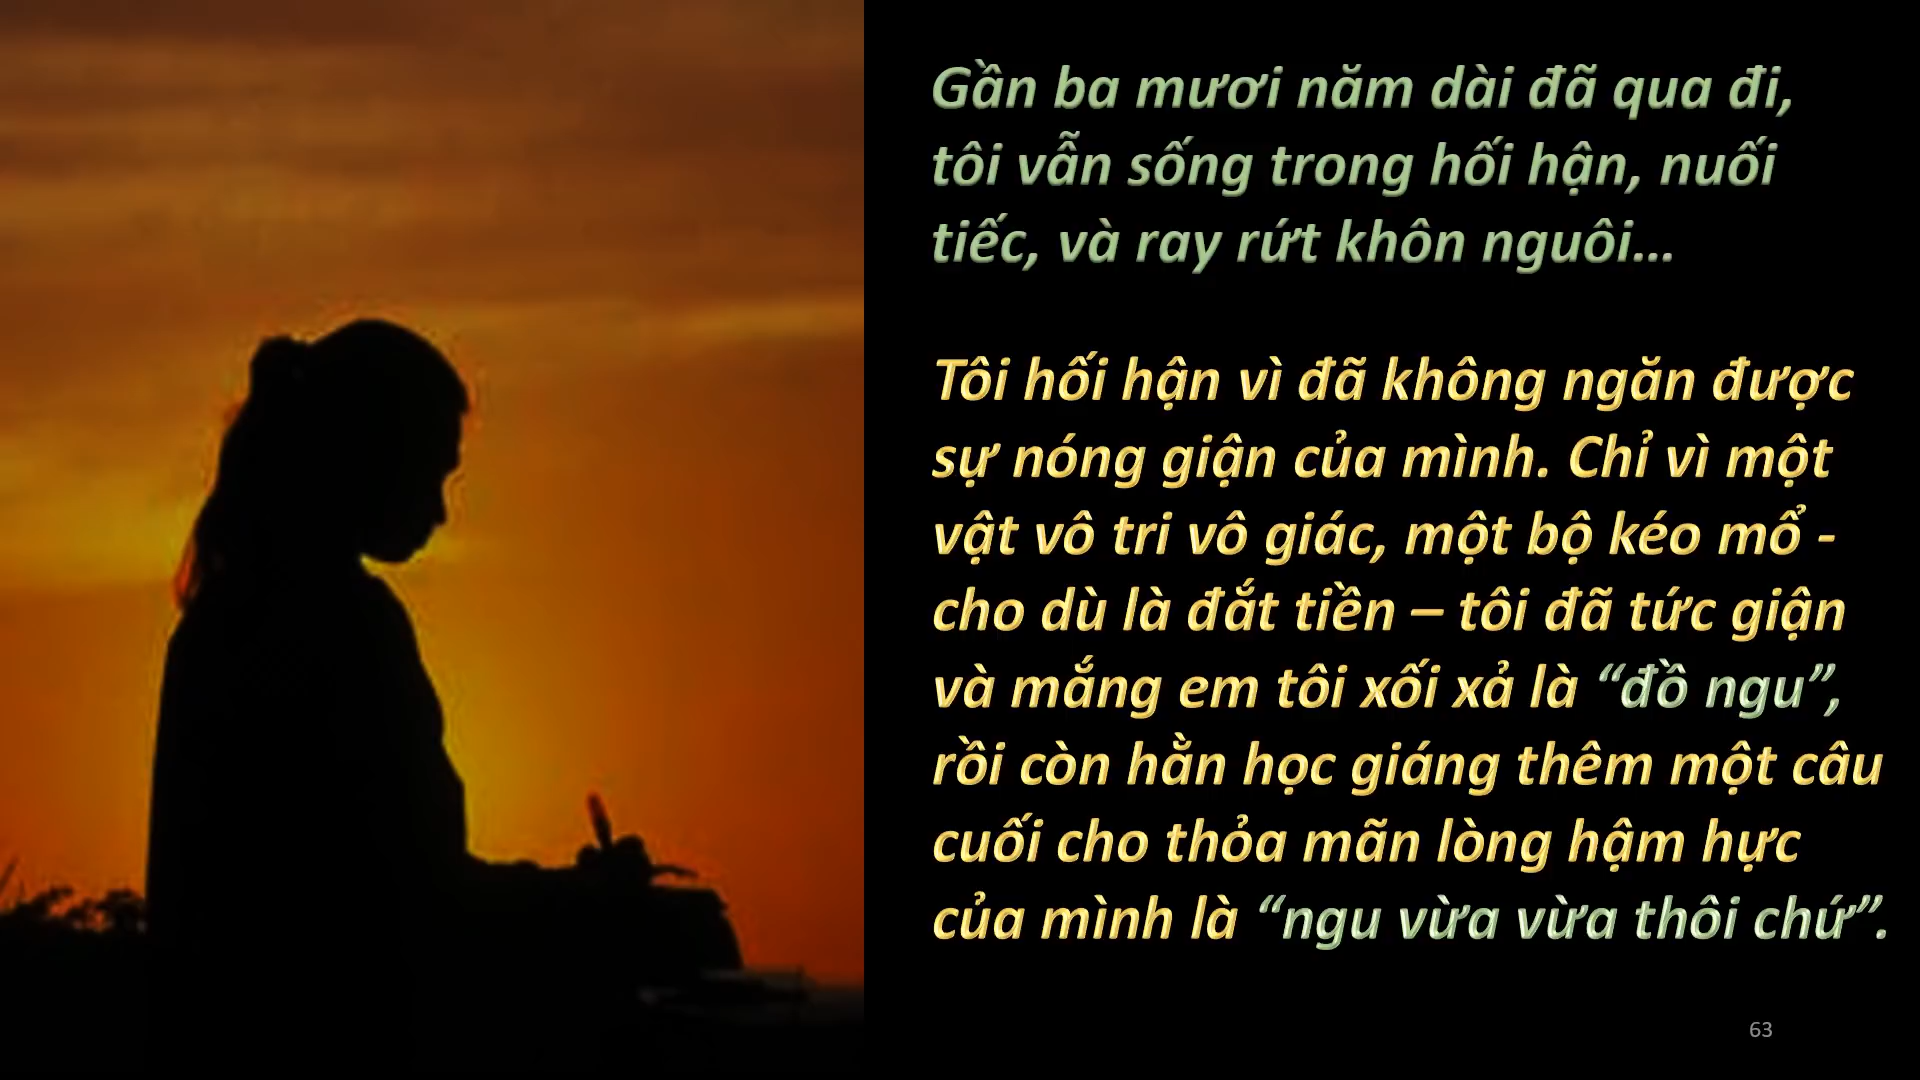 Gần ba mươi năm dài đã qua đi,
tôi vẫn sống trong hối hận, nuối
tiếc, và ray rứt khôn nguôi…
Tôi hối hận vì đã không ngăn được
sự nóng giận của mình. Chỉ vì một
vật vô tri vô giác, một bộ kéo mổ -
cho dù là đắt tiền – tôi đã tức giận
và mắng em tôi xối xả là “đồ ngu”,
rồi còn hằn học giáng thêm một câu
cuối cho thỏa mãn lòng hậm hực
của mình là “ngu vừa vừa thôi chứ”.
63